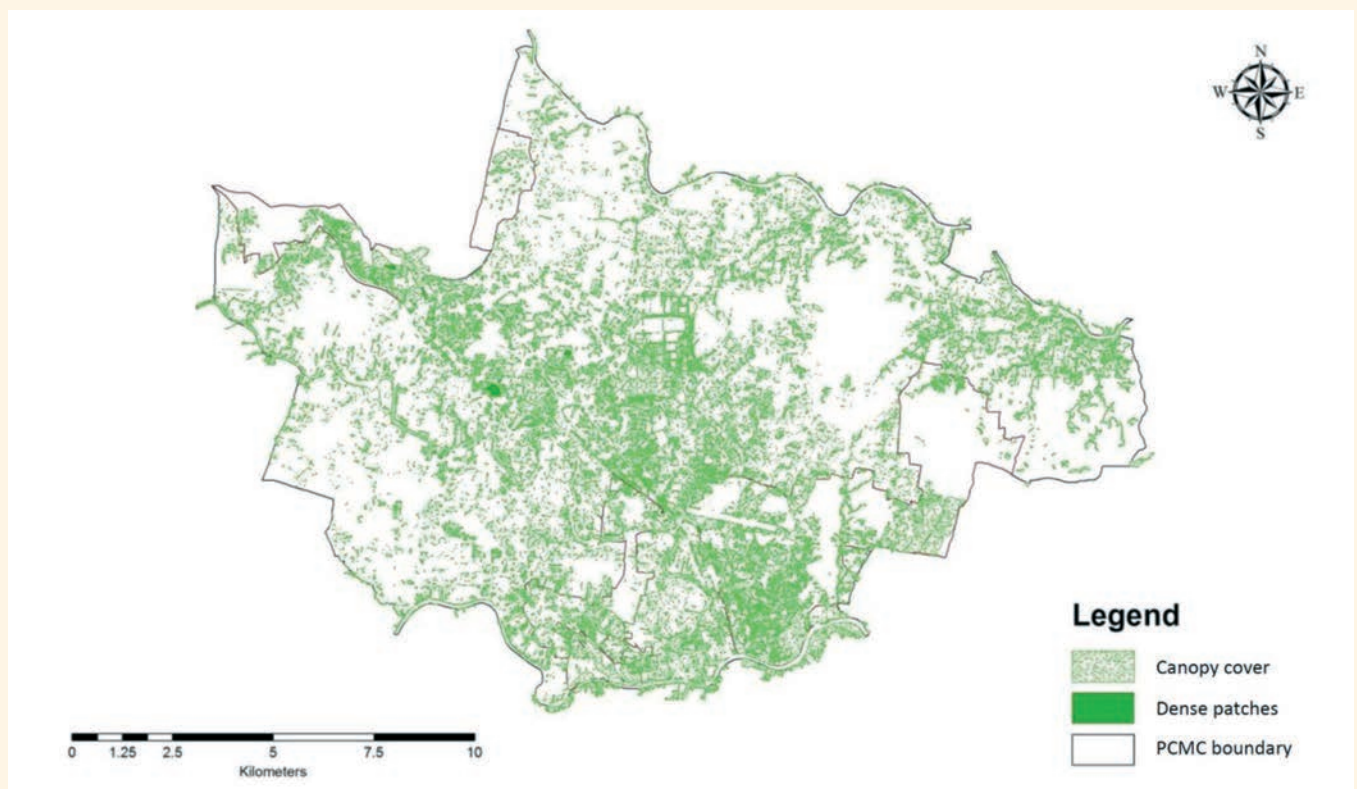 N
W E
S
Legend
Canopy cover
Dense patches
PCMC boundary
0 1.25 2.5 5 7.5 10
Kilometers